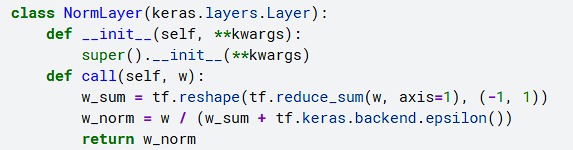 class NormLayer(keras.layers.Layer):
    def __init__(self, **kwargs):
        super().__init__(**kwargs)
    def call(self, w):
        w_sum = tf.reshape(tf.reduce_sum(w, axis=1), (-1, 1))
        w_norm = w / (w_sum + tf.keras.backend.epsilon())
        return w_norm